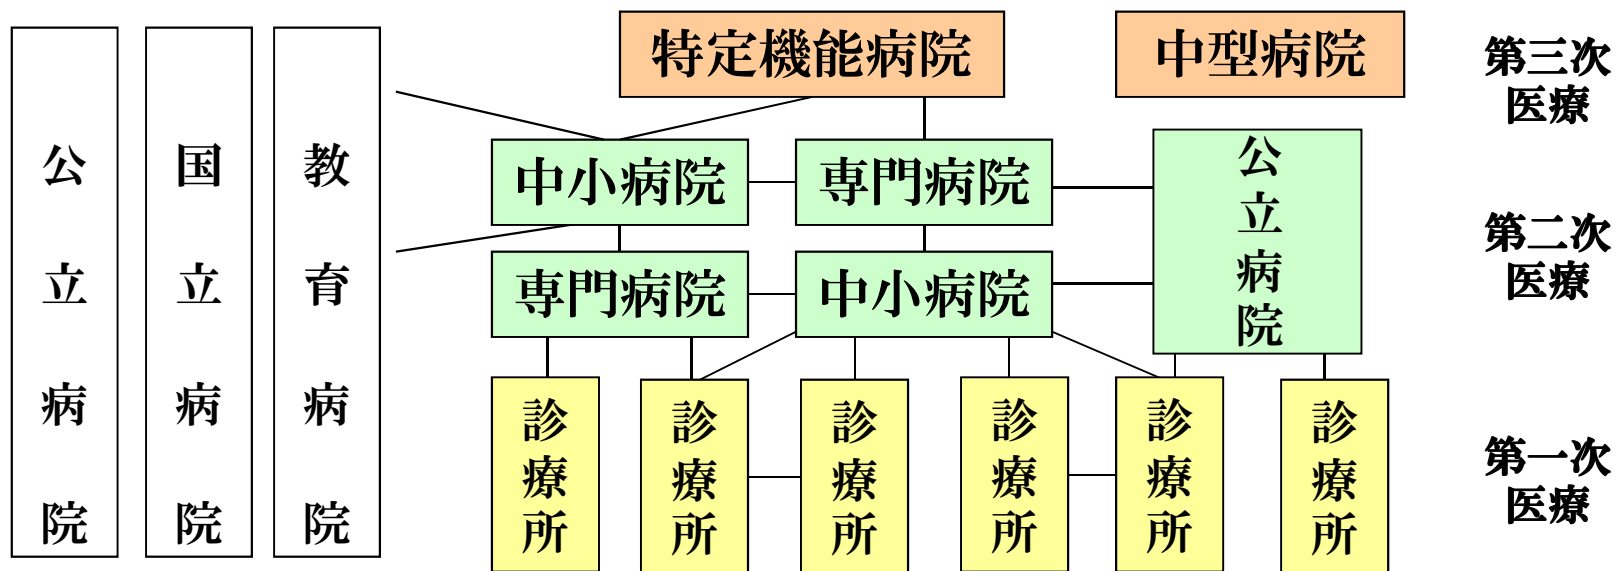 公立病院
国立病院
教育病院
特定機能病院
中型病院
第三次
医療
中小病院
専門病院
公立病院
専門病院
中小病院
第二次
医療
診療所
診療所
診療所
診療所
診療所
診療所
第一次
医療